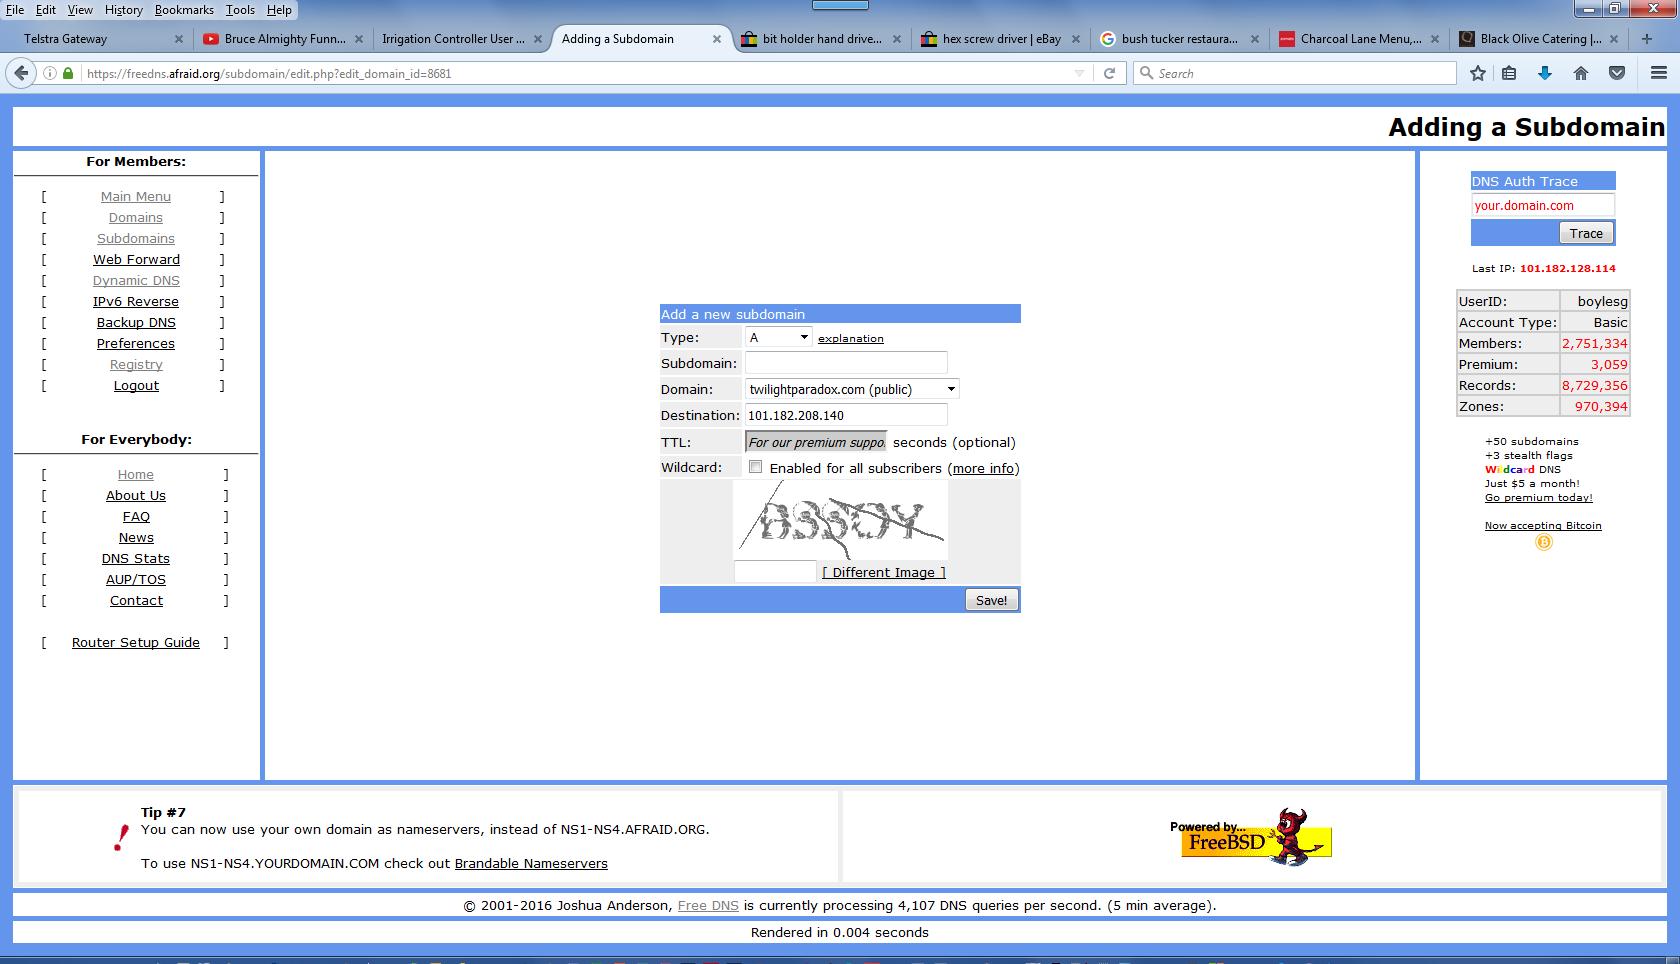 File Edit View History Bookmarks Tools Help
Telstra Gateway
Bruce Almighty Funn...
Irrigation Controller User ...
Adding a Subdomain
bit holder hand drive...
hex screw driver | eBay
bush tucker restaura...
Charcoal Lane Menu,...
Black Olive Catering |...
https://freedns.afraid.org/subdomain/edit.php?edit_domain_id=8681
Search
Adding a Subdomain
For Members:
[ Main Menu ]
[ Domains ]
[ Subdomains ]
[ Web Forward ]
[ Dynamic DNS ]
[ IPv6 Reverse ]
[ Backup DNS ]
[ Preferences ]
[ Registry ]
[ Logout ]
For Everybody:
[ Home ]
[ About Us ]
[ FAQ ]
[ News ]
[ DNS Stats ]
[ AUP/TOS ]
[ Contact ]
[ Router Setup Guide ]
Add a new subdomain
Type: A explanation
Subdomain:
Domain: twilightparadox.com (public)
Destination: 101.182.208.140
TTL: For our premium suppo seconds (optional)
Wildcard: Enabled for all subscribers (more info)
[ Different Image ]
Save!
DNS Auth Trace
your.domain.com
Trace
Last IP: 101.182.128.114
UserID: boylesg
Account Type: Basic
Members: 2,751,334
Premium: 3,059
Records: 8,729,356
Zones: 970,394
+50 subdomains
+3 stealth flags
Wildcard DNS
Just $5 a month!
Go premium today!
Now accepting Bitcoin
Tip #7
You can now use your own domain as nameservers, instead of NS1-NS4.AFRAID.ORG.
To use NS1-NS4.YOURDOMAIN.COM check out Brandable Nameservers
Powered by...
FreeBSD
© 2001-2016 Joshua Anderson, Free DNS is currently processing 4,107 DNS queries per second. (5 min average).
Rendered in 0.004 seconds